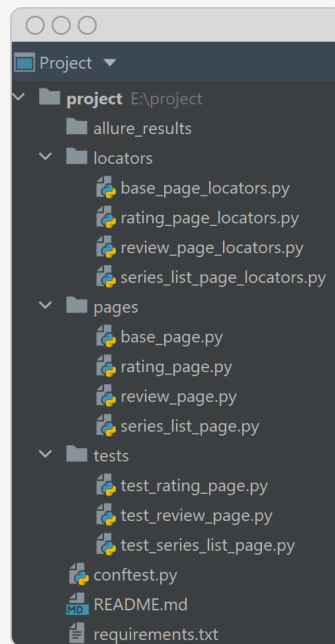 Project
project E:\project
allure_results
locators
base_page_locators.py
rating_page_locators.py
review_page_locators.py
series_list_page_locators.py
pages
base_page.py
rating_page.py
review_page.py
series_list_page.py
tests
test_rating_page.py
test_review_page.py
test_series_list_page.py
conftest.py
MD README.md
requirements.txt